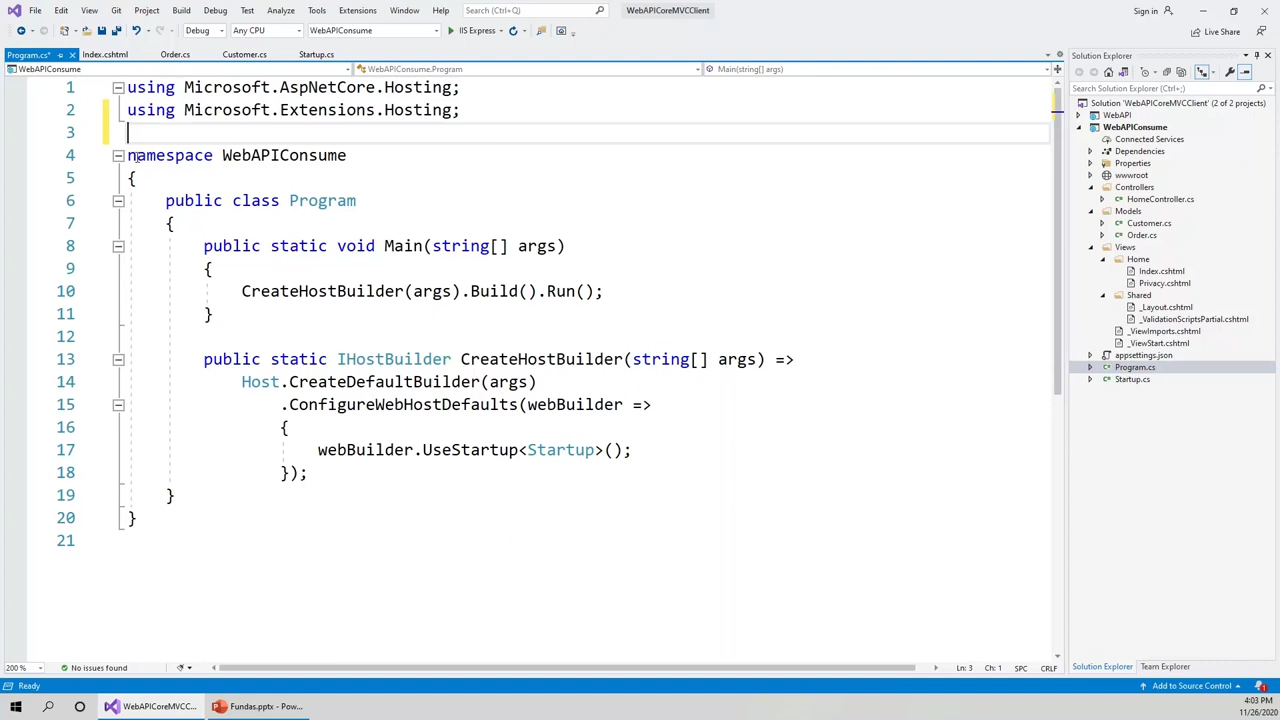 File Edit View Git Project Build Debug Test Analyze Tools Extensions Window Help Search (Ctrl+Q) WebAPICoreMVCClient Sign in
Debug Any CPU WebAPIConsume IIS Express Live Share
Program.cs* Index.cshtml Order.cs Customer.cs Startup.cs
WebAPIConsume WebAPIConsume.Program Main(string[] args)
1 using Microsoft.AspNetCore.Hosting;
2 using Microsoft.Extensions.Hosting;
3
4 namespace WebAPIConsume
5 {
6 public class Program
7 {
8 public static void Main(string[] args)
9 {
10 CreateHostBuilder(args).Build().Run();
11 }
12
13 public static IHostBuilder CreateHostBuilder(string[] args) =>
14 Host.CreateDefaultBuilder(args)
15 .ConfigureWebHostDefaults(webBuilder =>
16 {
17 webBuilder.UseStartup<Startup>();
18 });
19 }
20 }
21
Solution Explorer
Search Solution Explorer (Ctrl+;)
Solution 'WebAPICoreMVCClient' (2 of 2 projects)
WebAPI
WebAPIConsume
Connected Services
Dependencies
Properties
wwwroot
Controllers
HomeController.cs
Models
Customer.cs
Order.cs
Views
Home
Index.cshtml
Privacy.cshtml
Shared
_Layout.cshtml
_ValidationScriptsPartial.cshtml
_ViewImports.cshtml
_ViewStart.cshtml
appsettings.json
Program.cs
Startup.cs
200 % No issues found Ln: 3 Ch: 1 SPC CRLF
Solution Explorer Team Explorer
Ready Add to Source Control 1
WebAPICoreMVCC... Fundas.pptx - Pow...
4:03 PM
11/26/2020